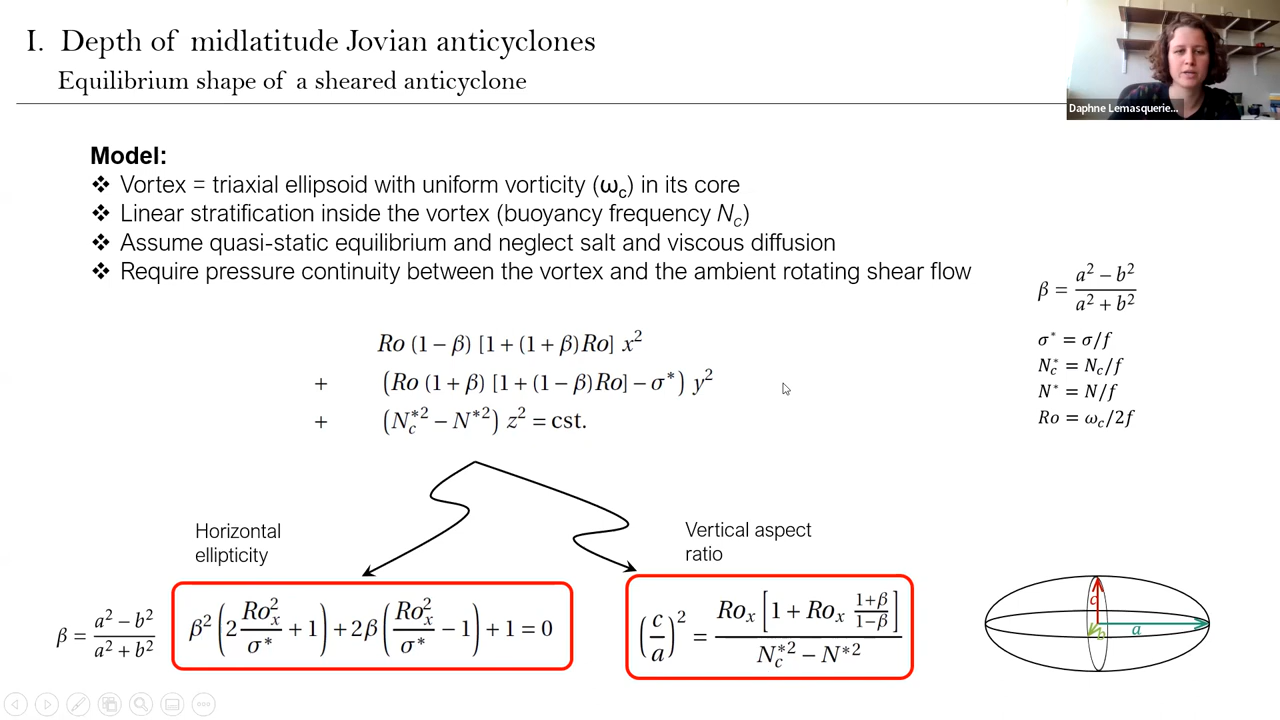 I. Depth of midlatitude Jovian anticyclones
Equilibrium shape of a sheared anticyclone
Daphne Lemasquerie...
Model:
❖ Vortex = triaxial ellipsoid with uniform vorticity (ω_c) in its core
❖ Linear stratification inside the vortex (buoyancy frequency N_c)
❖ Assume quasi-static equilibrium and neglect salt and viscous diffusion
❖ Require pressure continuity between the vortex and the ambient rotating shear flow
β = (a² − b²)/(a² + b²)
σ* = σ/f
N_c* = N_c/f
N* = N/f
Ro = ω_c/2f
Ro (1 − β) [1 + (1 + β)Ro] x²
+ (Ro (1 + β) [1 + (1 − β)Ro] − σ*) y²
+ (N_c*² − N*²) z² = cst.
Horizontal
ellipticity
Vertical aspect
ratio
β = (a² − b²)/(a² + b²)
β² (2 Ro_x²/σ* + 1) + 2β (Ro_x²/σ* − 1) + 1 = 0
(c/a)² = Ro_x [1 + Ro_x (1+β)/(1−β)] / (N_c*² − N*²)
c
b
a